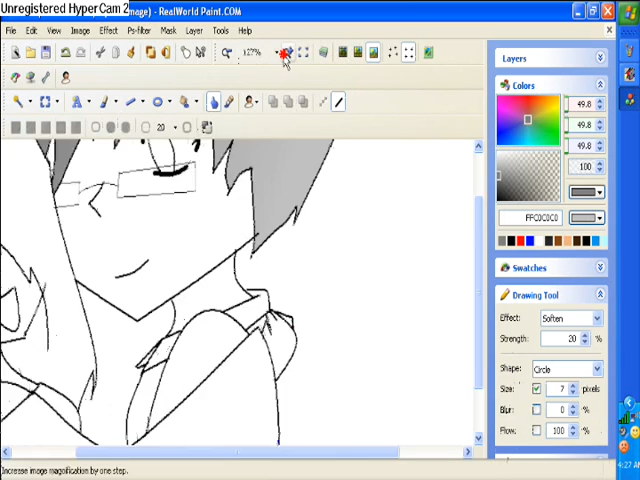 Unregistered HyperCam 2
RealWorld Paint.COM
File Edit View Image Effect Ps-filter Mask Layer Tools Help
127%
20
Layers
Colors
49.8
49.8
49.8
100
FFC0C0C0
Swatches
Drawing Tool
Effect: Soften
Strength: 20 %
Shape: Circle
Size: 7 pixels
Blur: 0 %
Flow: 100 %
Increase image magnification by one step.
4:27 AM